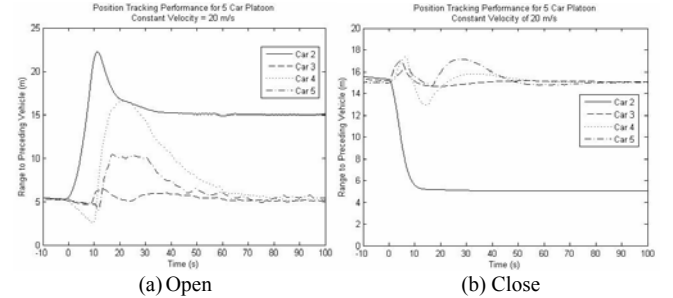 Position Tracking Performance for 5 Car Platoon
Constant Velocity = 20 m/s
25
20
15
10
5
0
Range to Preceding Vehicle (m)
Car 2
Car 3
Car 4
Car 5
-10 0 10 20 30 40 50 60 70 80 90 100
Time (s)
(a) Open
Position Tracking Performance for 5 Car Platoon
Constant Velocity of 20 m/s
20
18
16
14
12
10
8
6
4
2
0
Range to Preceding Vehicle (m)
Car 2
Car 3
Car 4
Car 5
-10 0 10 20 30 40 50 60 70 80 90 100
Time (s)
(b) Close